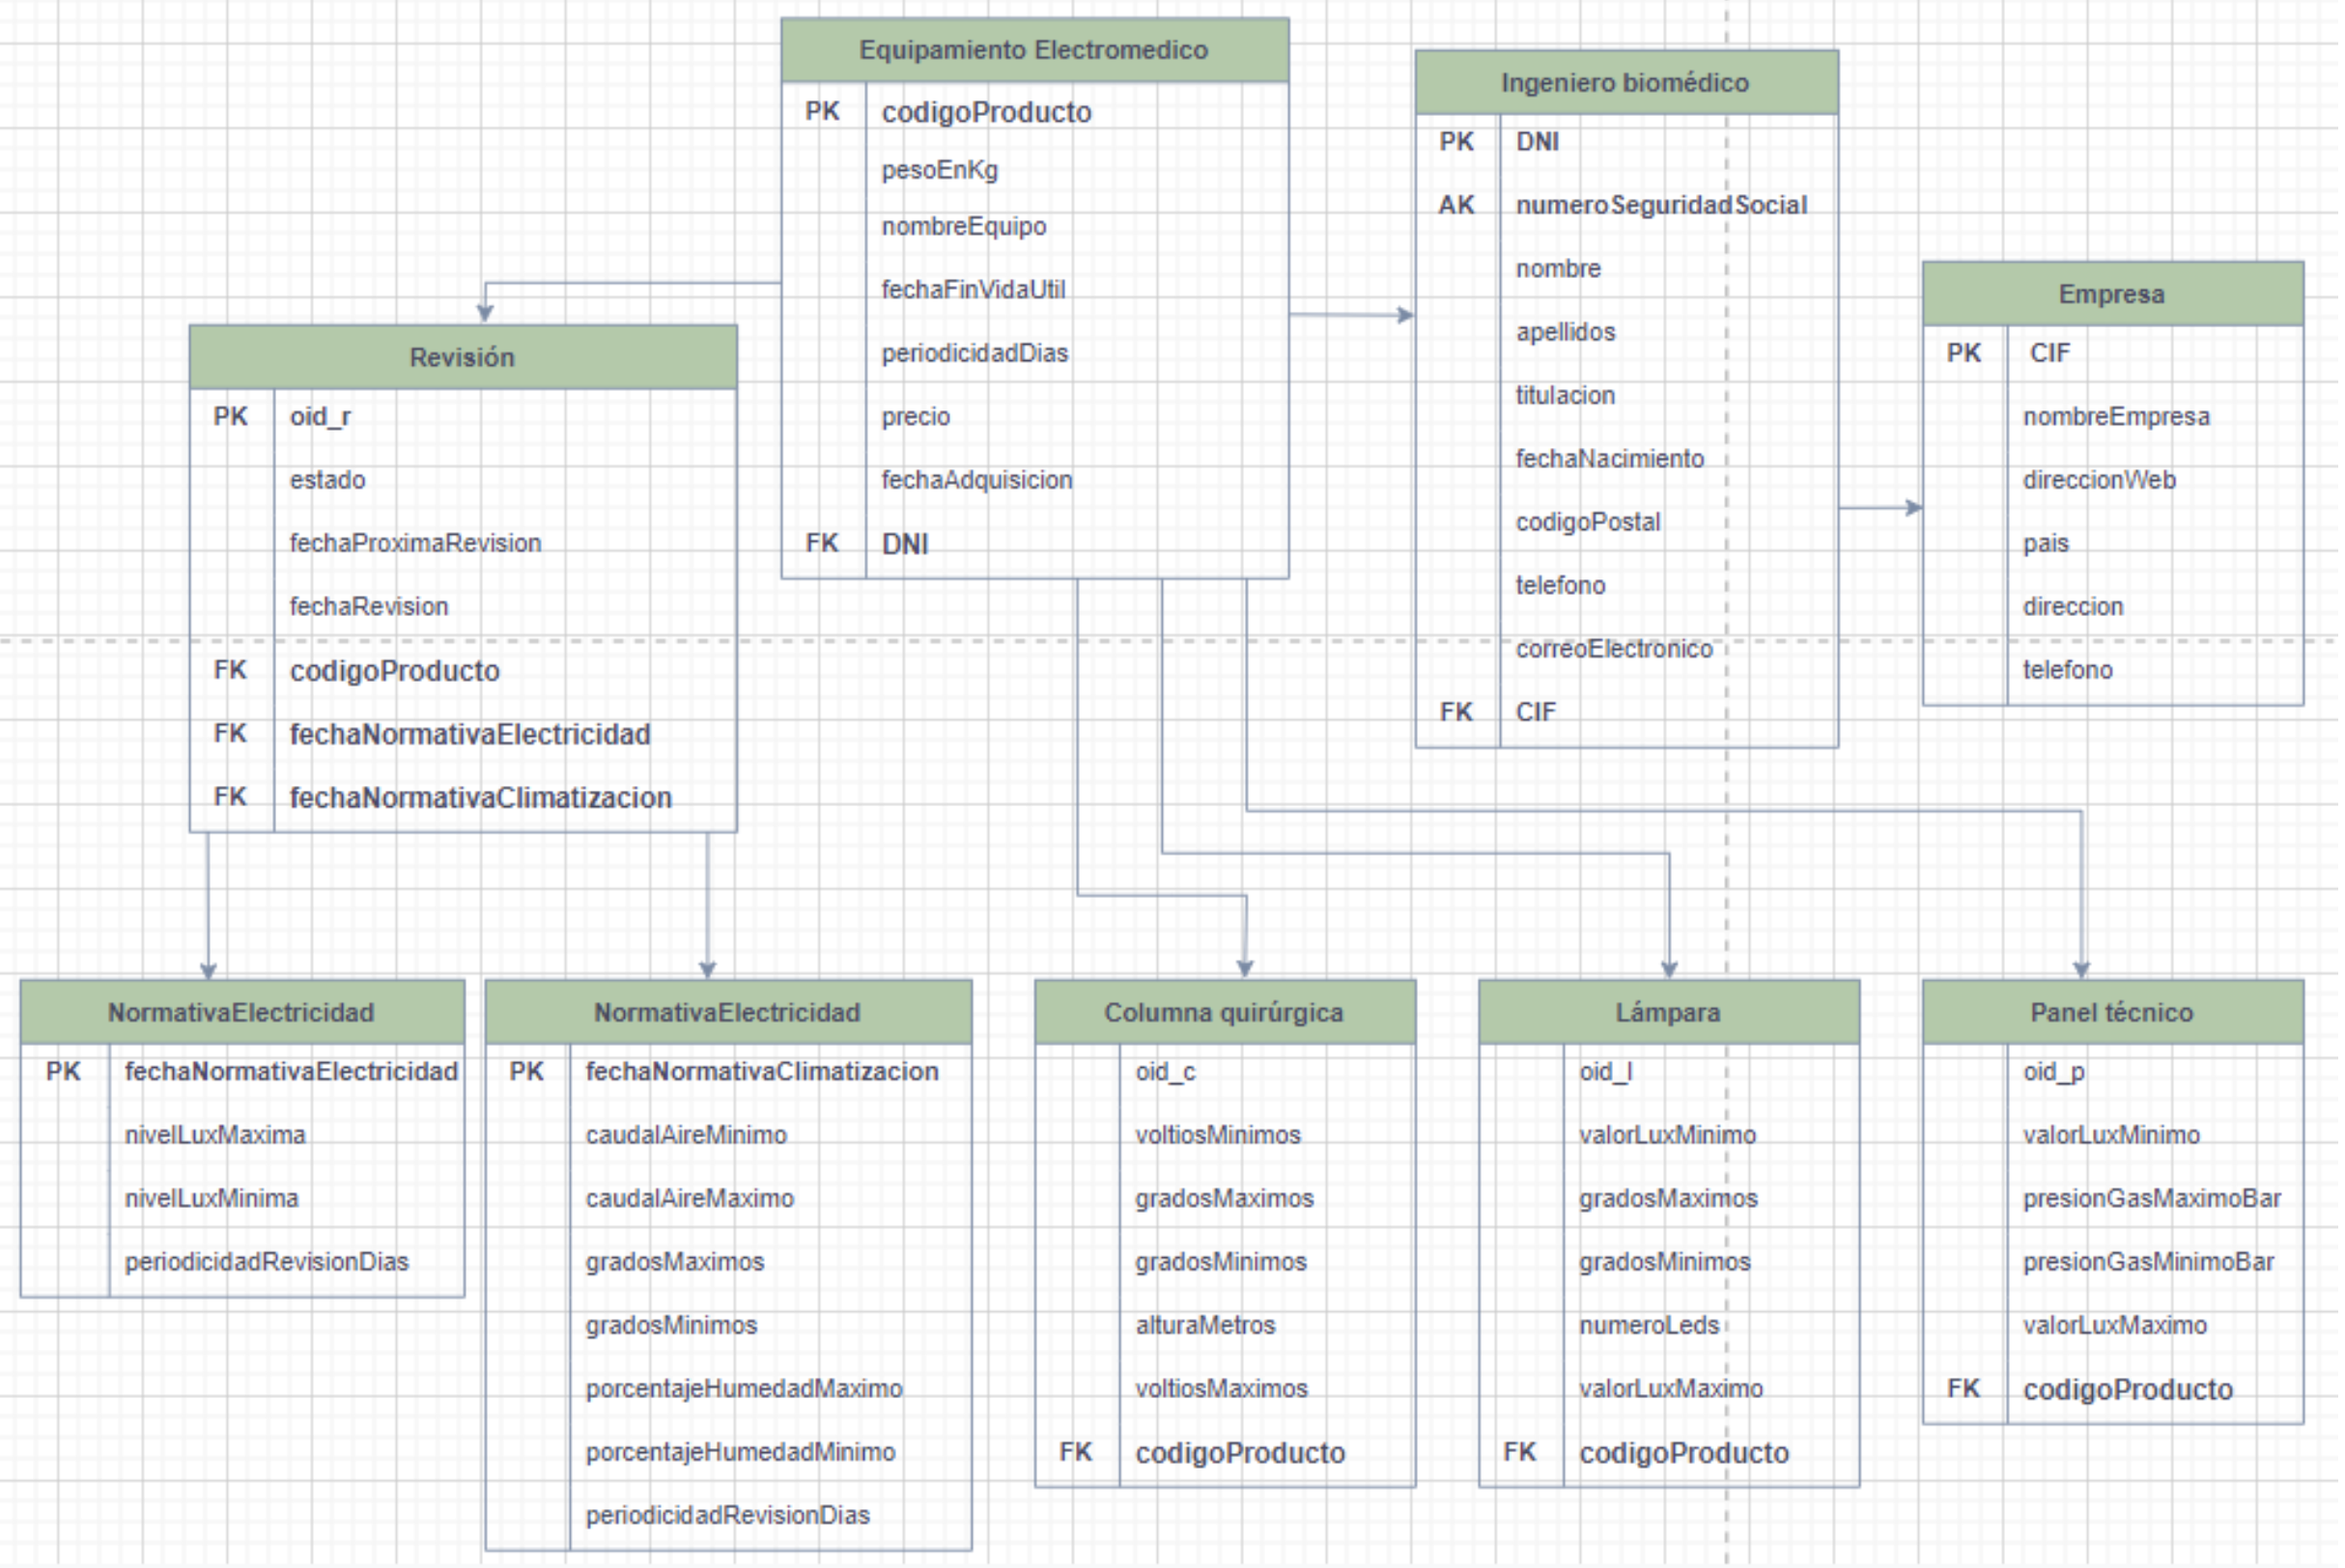 Equipamiento Electromedico
PK codigoProducto
pesoEnKg
nombreEquipo
fechaFinVidaUtil
periodicidadDias
precio
fechaAdquisicion
FK DNI
Ingeniero biomédico
PK DNI
AK numeroSeguridadSocial
nombre
apellidos
titulacion
fechaNacimiento
codigoPostal
telefono
correoElectronico
FK CIF
Empresa
PK CIF
nombreEmpresa
direccionWeb
pais
direccion
telefono
Revisión
PK oid_r
estado
fechaProximaRevision
fechaRevision
FK codigoProducto
FK fechaNormativaElectricidad
FK fechaNormativaClimatizacion
NormativaElectricidad
PK fechaNormativaElectricidad
nivelLuxMaxima
nivelLuxMinima
periodicidadRevisionDias
NormativaElectricidad
PK fechaNormativaClimatizacion
caudalAireMinimo
caudalAireMaximo
gradosMaximos
gradosMinimos
porcentajeHumedadMaximo
porcentajeHumedadMinimo
periodicidadRevisionDias
Columna quirúrgica
oid_c
voltiosMinimos
gradosMaximos
gradosMinimos
alturaMetros
voltiosMaximos
FK codigoProducto
Lámpara
oid_l
valorLuxMinimo
gradosMaximos
gradosMinimos
numeroLeds
valorLuxMaximo
FK codigoProducto
Panel técnico
oid_p
valorLuxMinimo
presionGasMaximoBar
presionGasMinimoBar
valorLuxMaximo
FK codigoProducto